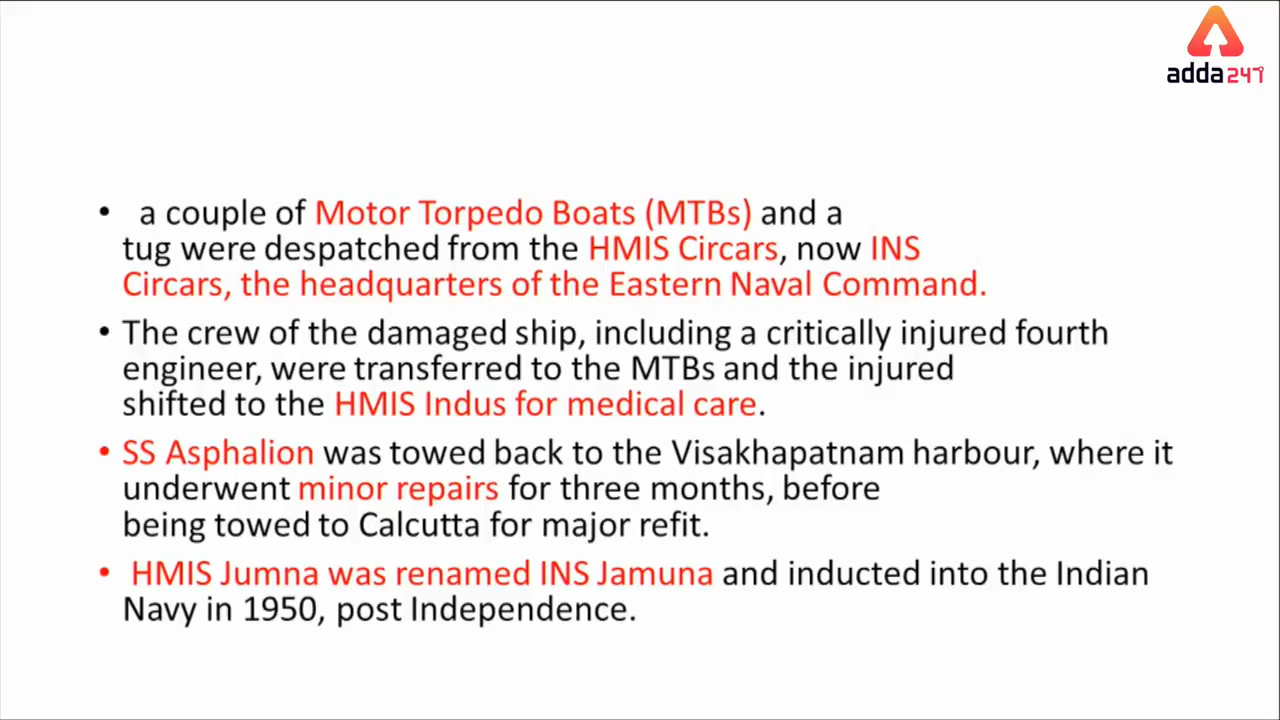 adda247
• a couple of Motor Torpedo Boats (MTBs) and a
tug were despatched from the HMIS Circars, now INS
Circars, the headquarters of the Eastern Naval Command.
• The crew of the damaged ship, including a critically injured fourth
engineer, were transferred to the MTBs and the injured
shifted to the HMIS Indus for medical care.
• SS Asphalion was towed back to the Visakhapatnam harbour, where it
underwent minor repairs for three months, before
being towed to Calcutta for major refit.
• HMIS Jumna was renamed INS Jamuna and inducted into the Indian
Navy in 1950, post Independence.